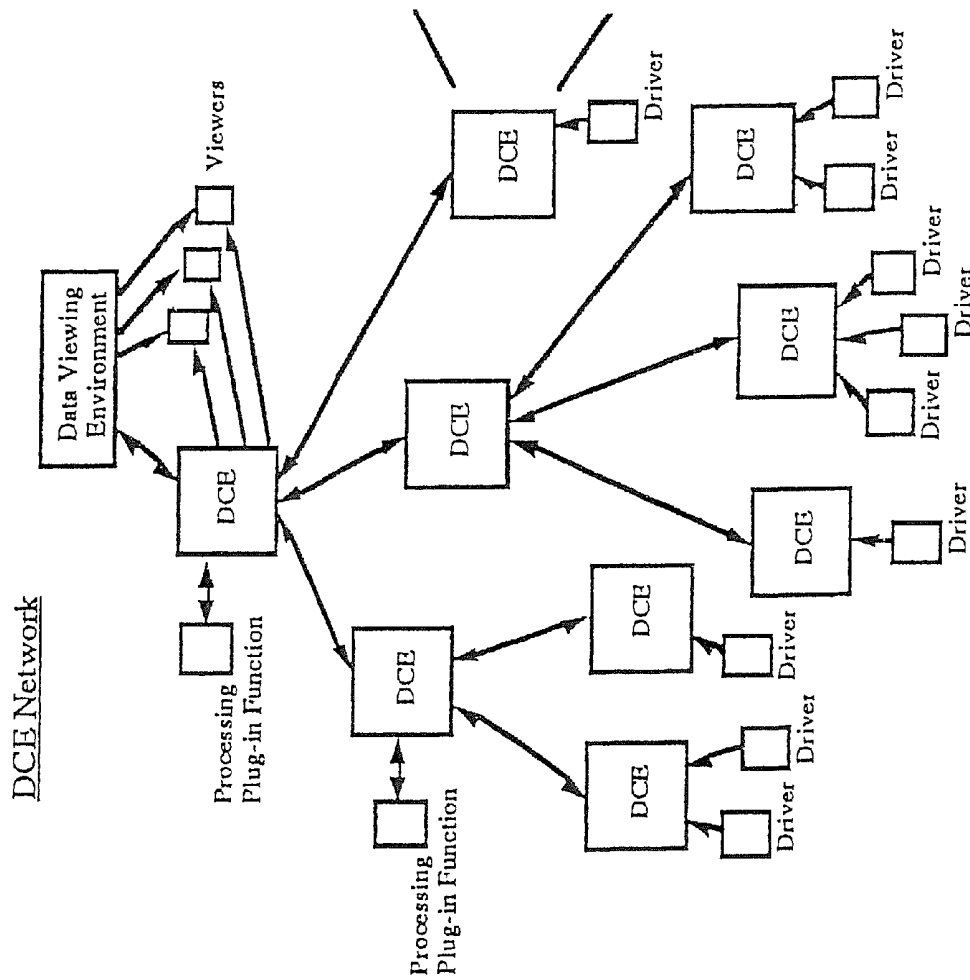 DCE Network
Data Viewing
Environment
Viewers
DCE
Processing
Plug-in Function
DCE
DCE
DCE
Processing
Plug-in Function
Driver
DCE
DCE
DCE
DCE
DCE
Driver
Driver
Driver
Driver
Driver
Driver
Driver
Driver
Driver